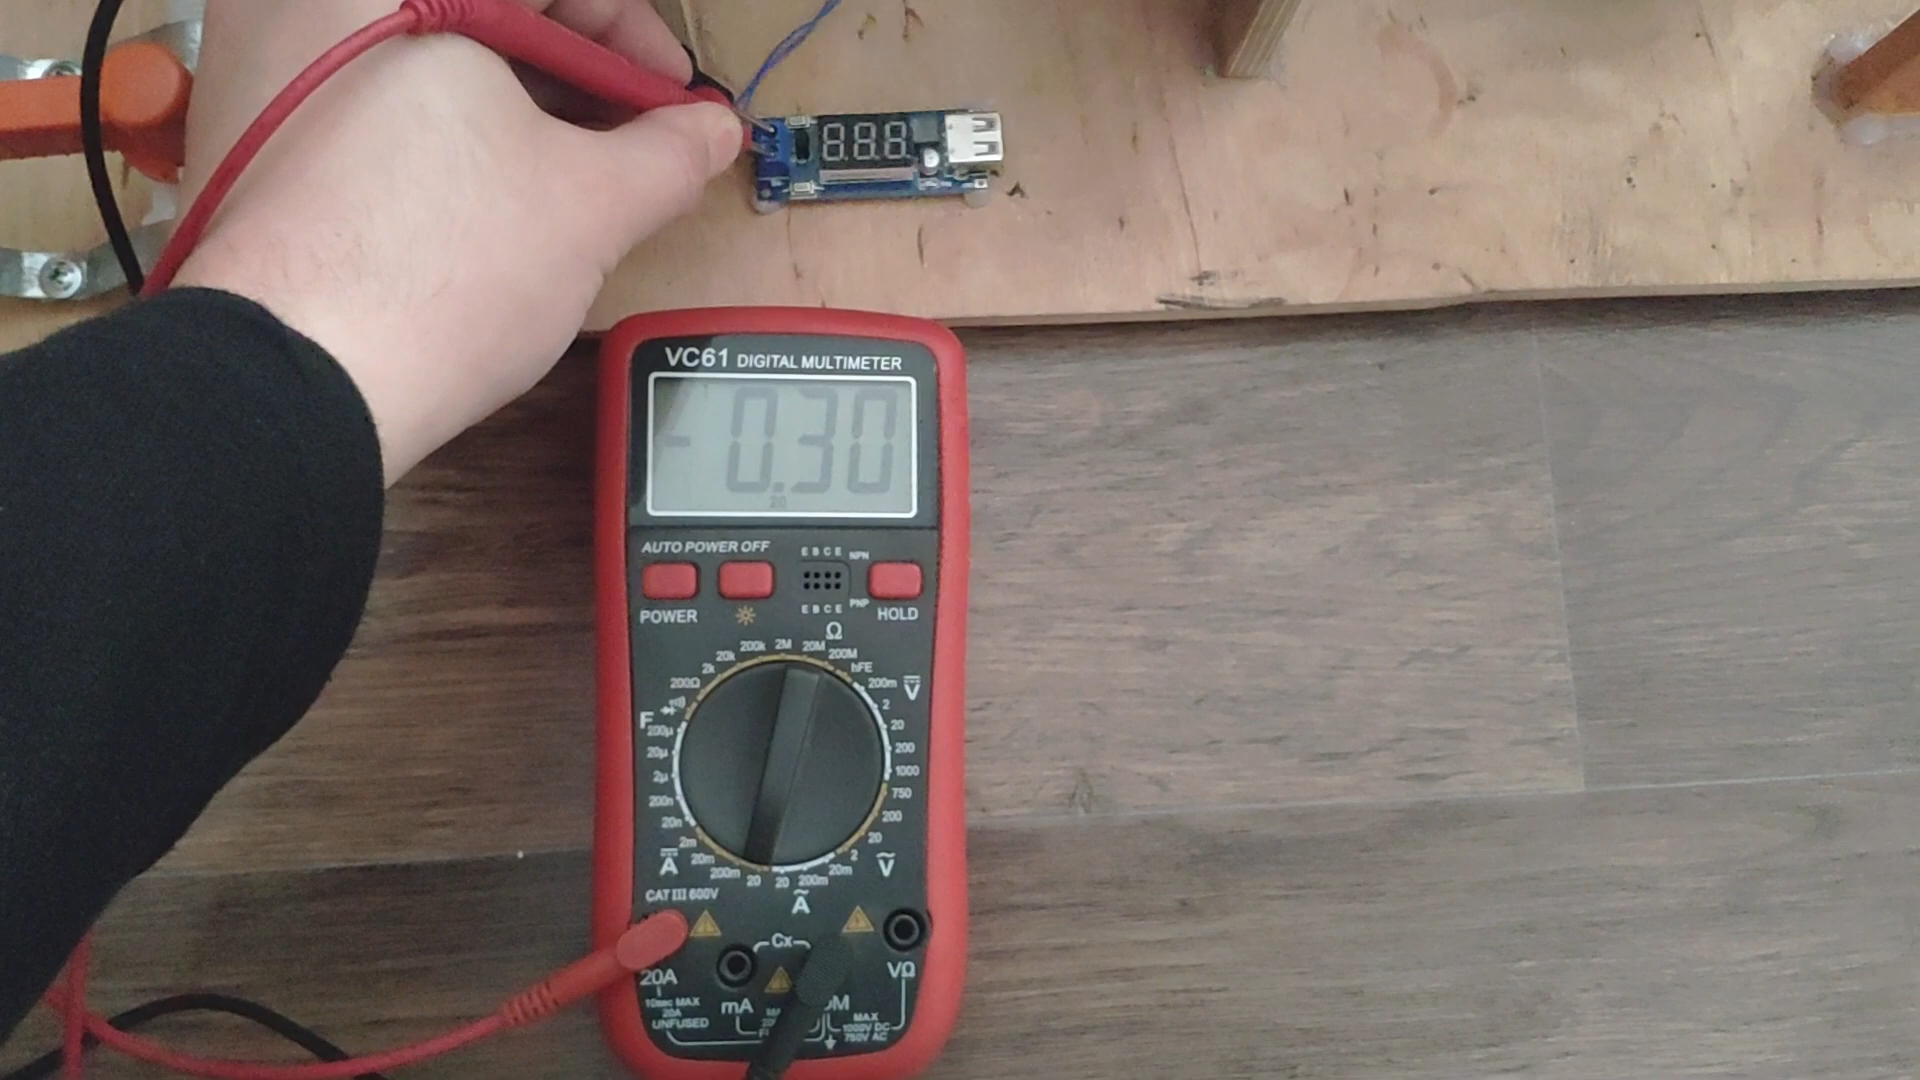 VC61 DIGITAL MULTIMETER
- 0.30
20
AUTO POWER OFF
E B C E NPN
E B C E PNP
POWER
HOLD
Ω
2k 20k 200k 2M 20M 200M
hFE
200Ω
200m V
2
20
200
1000
750
200
20
2
V
F
200µ
20µ
2µ
200n
20n
2m
A
20m
200m
20
20
200m
20m
A
CAT III 600V
Cx
20A
mA
VΩ
10sec MAX
20A
UNFUSED
MAX
1000V DC
750V AC